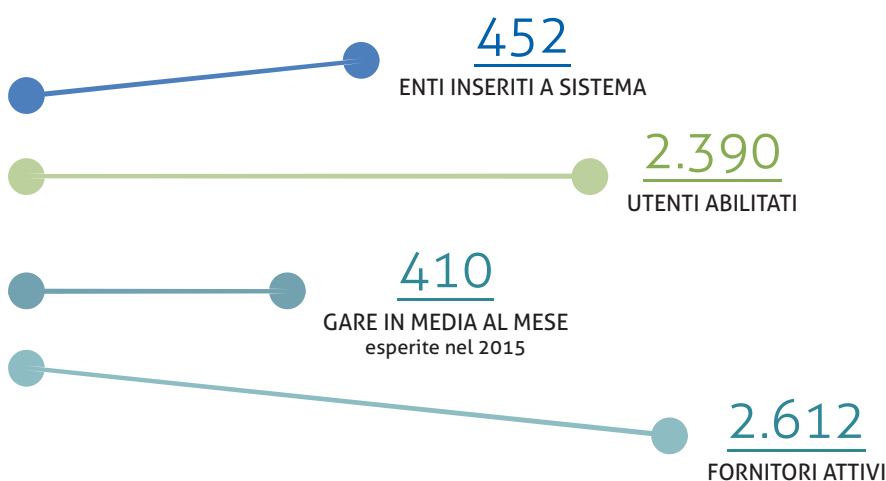 452
ENTI INSERITI A SISTEMA
2.390
UTENTI ABILITATI
410
GARE IN MEDIA AL MESE
esperite nel 2015
2.612
FORNITORI ATTIVI